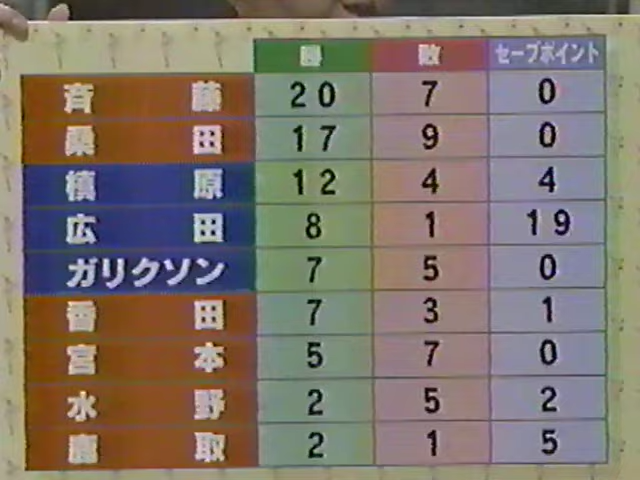 勝 敗 セーブポイント
斉藤 20 7 0
桑田 17 9 0
槙原 12 4 4
広田 8 1 19
ガリクソン 7 5 0
香田 7 3 1
宮本 5 7 0
水野 2 5 2
鹿取 2 1 5